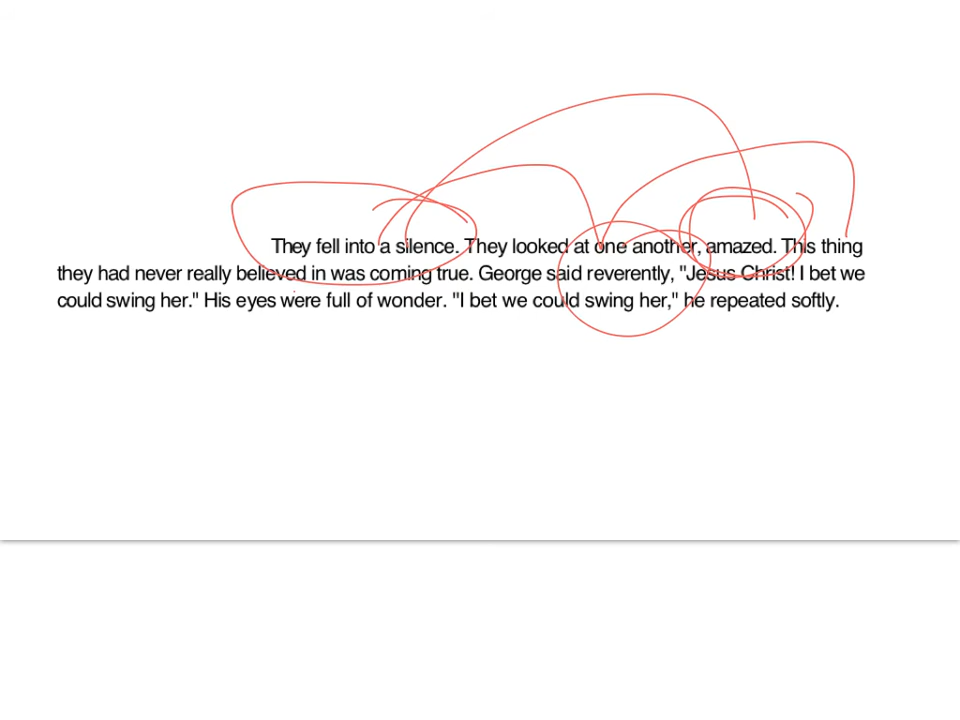 They fell into a silence. They looked at one another, amazed. This thing
they had never really believed in was coming true. George said reverently, "Jesus Christ! I bet we
could swing her." His eyes were full of wonder. "I bet we could swing her," he repeated softly.